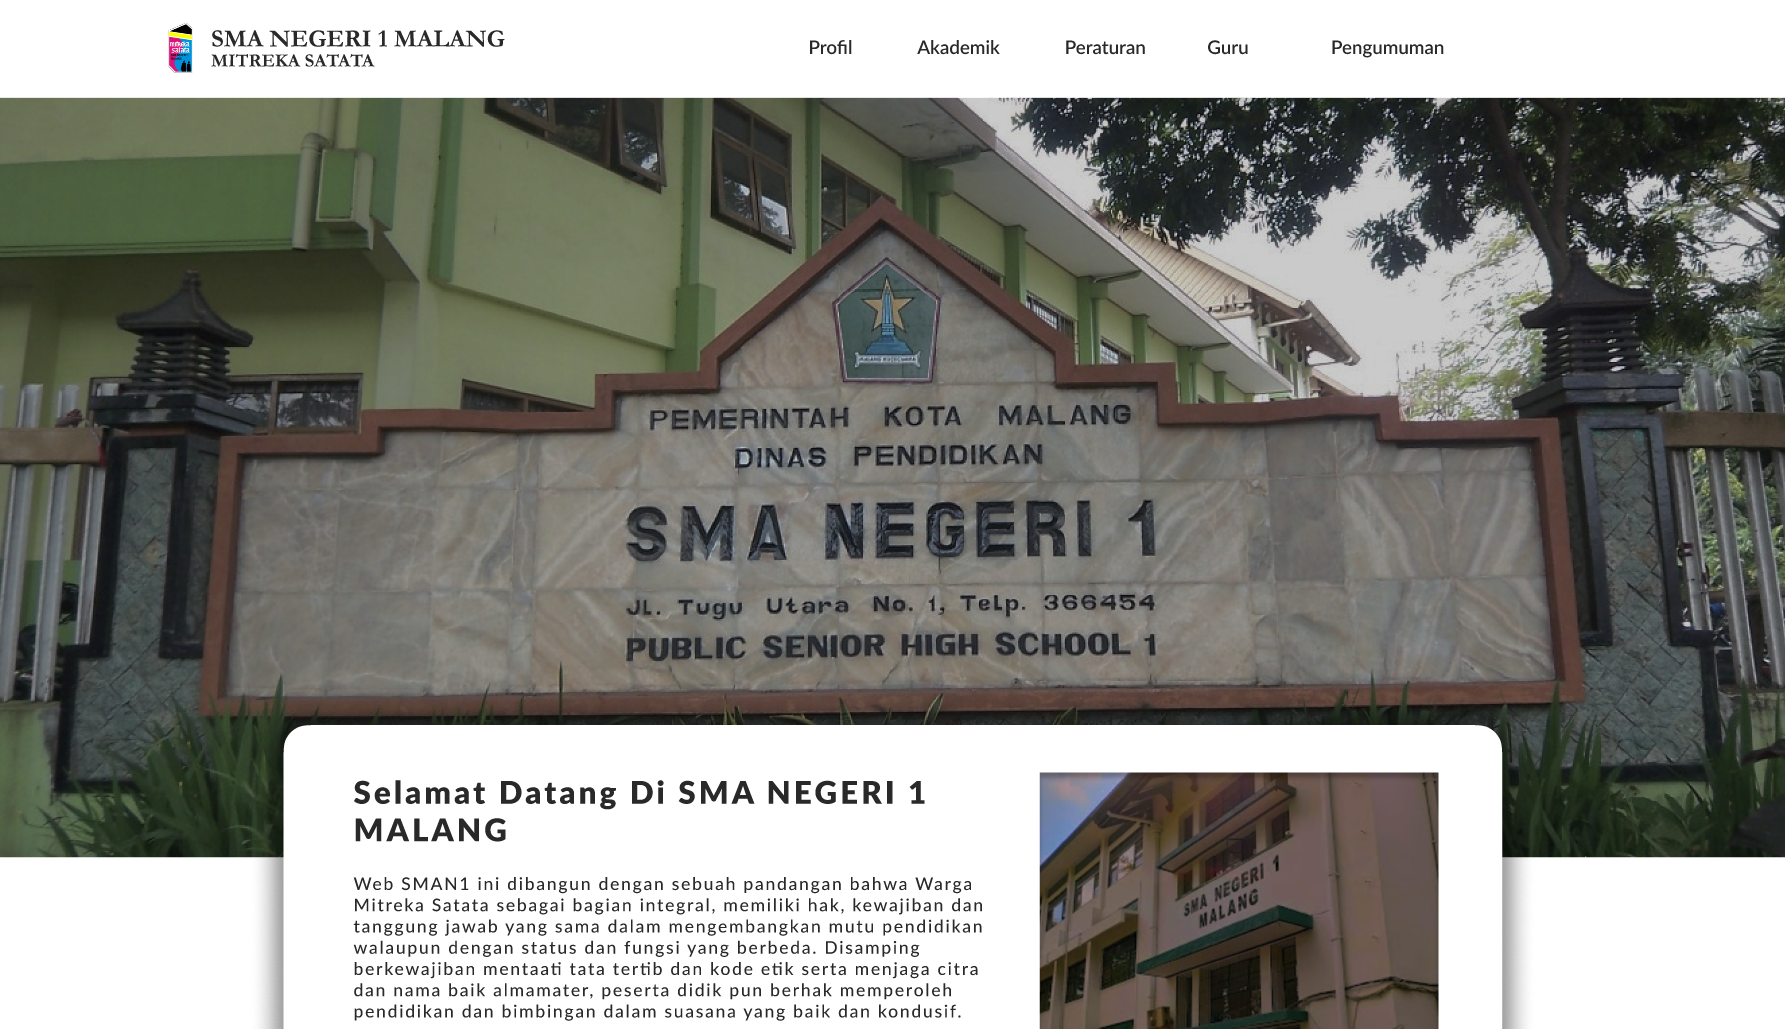 mitreka
satata
SMA NEGERI 1 MALANG
MITREKA SATATA
Profil Akademik Peraturan Guru Pengumuman
PEMERINTAH KOTA MALANG
DINAS PENDIDIKAN
SMA NEGERI 1
JL. Tugu Utara No. 1, Telp. 366454
PUBLIC SENIOR HIGH SCHOOL 1
Selamat Datang Di SMA NEGERI 1
MALANG
Web SMAN1 ini dibangun dengan sebuah pandangan bahwa Warga
Mitreka Satata sebagai bagian integral, memiliki hak, kewajiban dan
tanggung jawab yang sama dalam mengembangkan mutu pendidikan
walaupun dengan status dan fungsi yang berbeda. Disamping
berkewajiban mentaati tata tertib dan kode etik serta menjaga citra
dan nama baik almamater, peserta didik pun berhak memperoleh
pendidikan dan bimbingan dalam suasana yang baik dan kondusif.
SMA NEGERI 1
MALANG